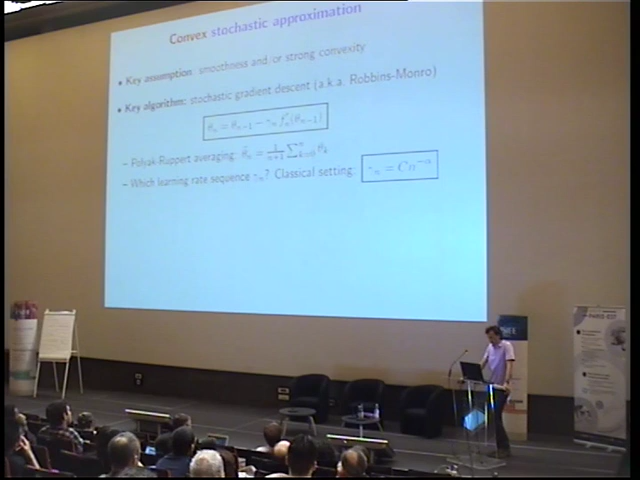 Convex stochastic approximation
• Key assumption: smoothness and/or strong convexity
• Key algorithm: stochastic gradient descent (a.k.a. Robbins-Monro)
θₙ = θₙ₋₁ − γₙ f′ₙ(θₙ₋₁)
– Polyak-Ruppert averaging: θ̄ₙ = 1/(n+1) ∑ⁿₖ₌₀ θₖ
– Which learning rate sequence γₙ? Classical setting: γₙ = Cn⁻ᵅ
PARIS-EST